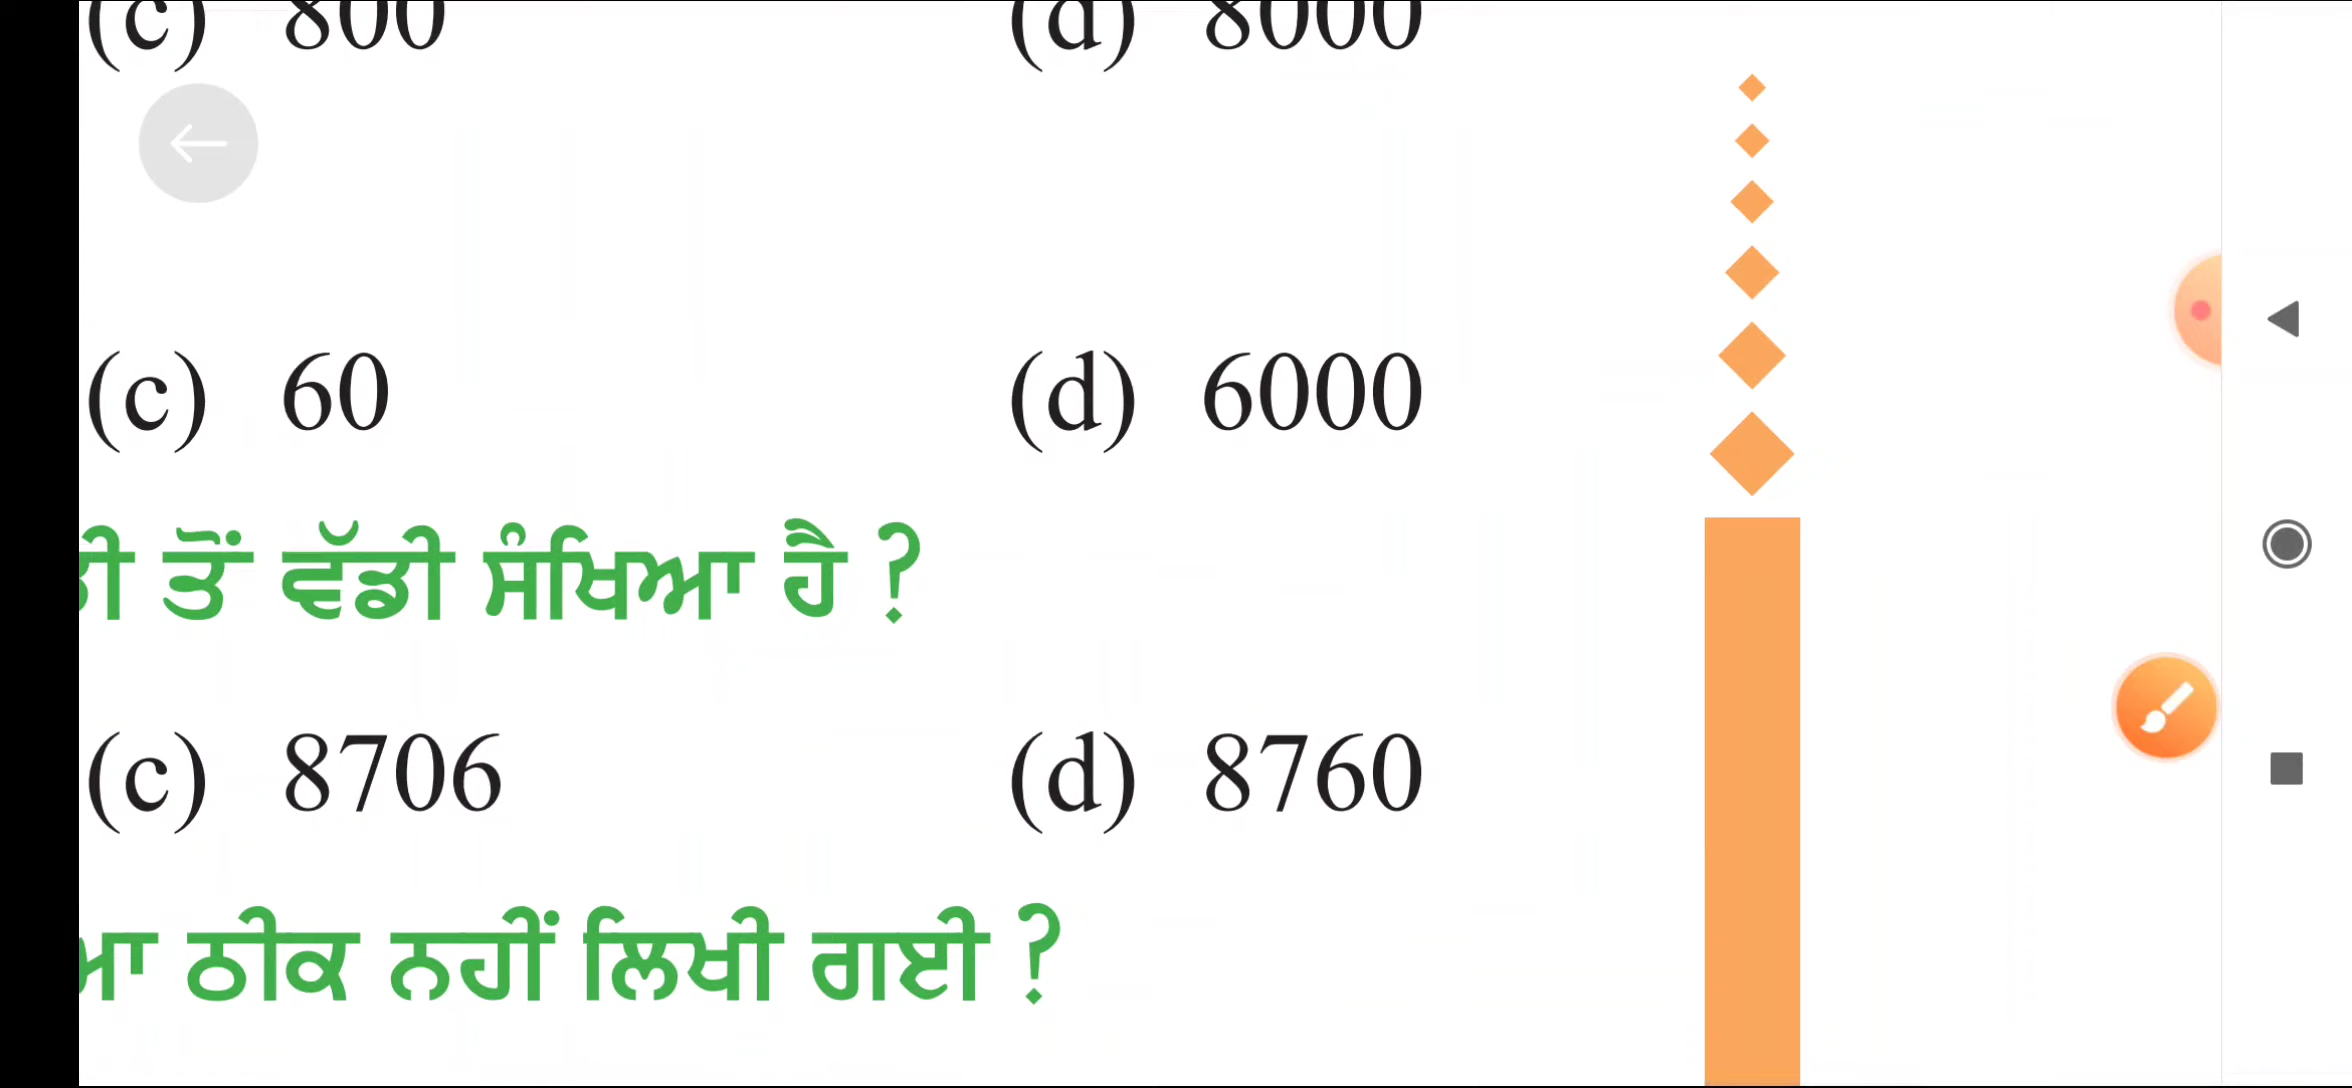 (c) 800 (d) 8000
(c) 60 (d) 6000
ਤੋਂ ਵੱਡੀ ਸੰਖਿਆ ਹੈ ?
(c) 8706 (d) 8760
ਠੀਕ ਨਹੀਂ ਲਿਖੀ ਗਈ ?